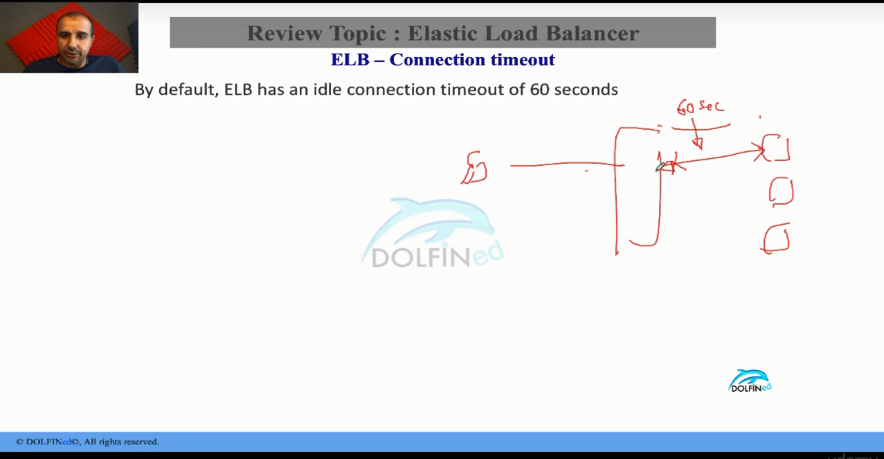 Review Topic : Elastic Load Balancer
ELB – Connection timeout
By default, ELB has an idle connection timeout of 60 seconds
60 sec
DOLFINed
DOLFINed
© DOLFINed©, All rights reserved.